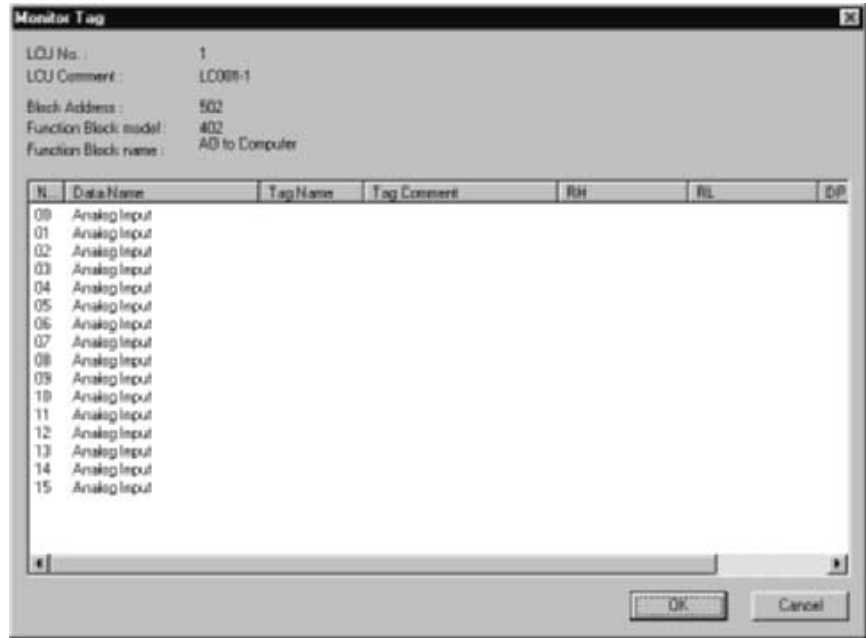 Monitor Tag
LCU No. : 1
LCU Comment : LC001-1
Block Address : 502
Function Block model : 402
Function Block name : AO to Computer
N... Data Name Tag Name Tag Comment RH RL DP
00 Analog Input
01 Analog Input
02 Analog Input
03 Analog Input
04 Analog Input
05 Analog Input
06 Analog Input
07 Analog Input
08 Analog Input
09 Analog Input
10 Analog Input
11 Analog Input
12 Analog Input
13 Analog Input
14 Analog Input
15 Analog Input
OK Cancel